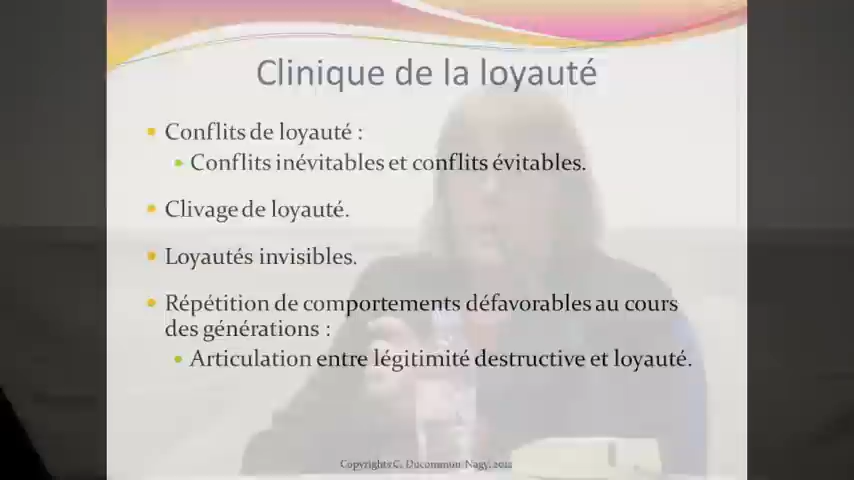 Clinique de la loyauté
Conflits de loyauté :
Conflits inévitables et conflits évitables.
Clivage de loyauté.
Loyautés invisibles.
Répétition de comportements défavorables au cours
des générations :
Articulation entre légitimité destructive et loyauté.
Copyrights C. Ducommun-Nagy, 2012